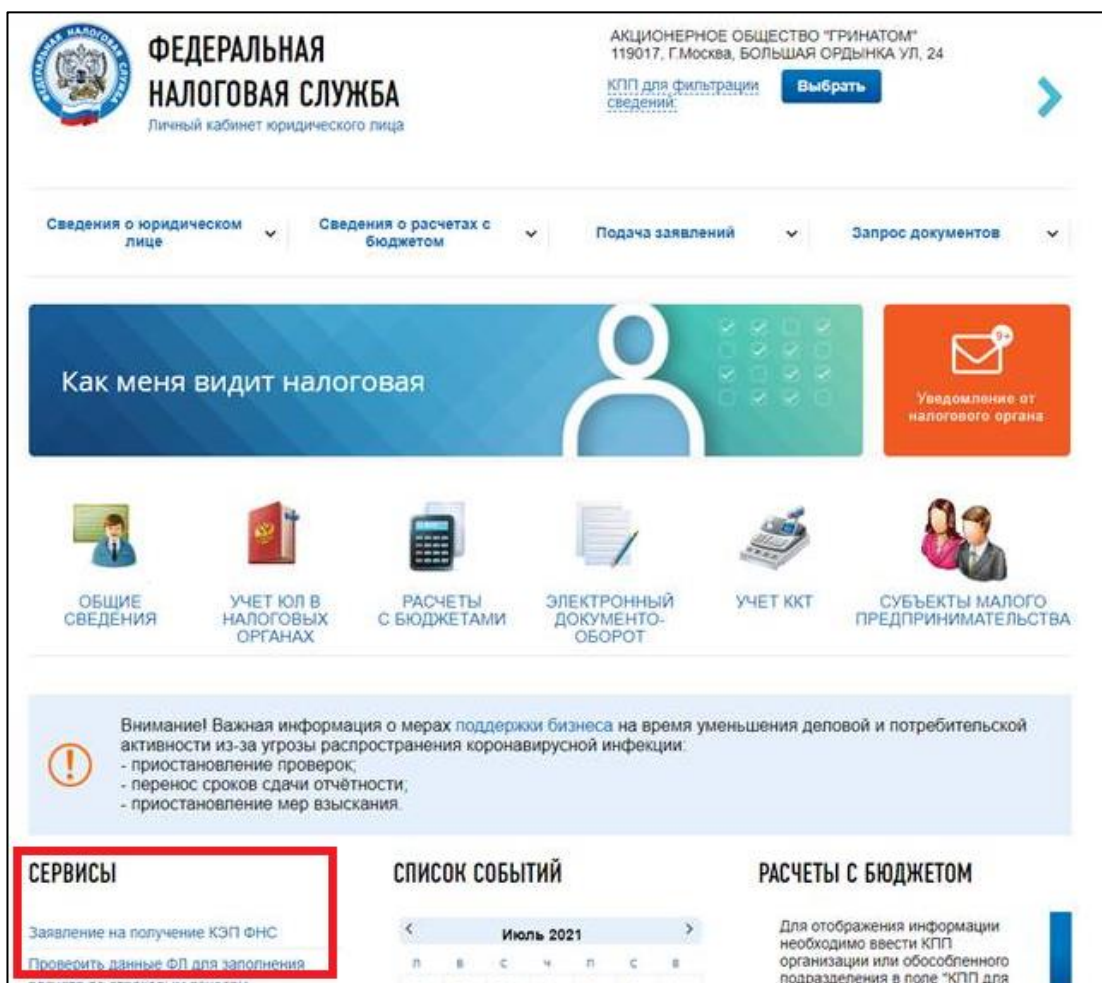 ФЕДЕРАЛЬНАЯ НАЛОГОВАЯ СЛУЖБА
ФЕДЕРАЛЬНАЯ
НАЛОГОВАЯ СЛУЖБА
Личный кабинет юридического лица
АКЦИОНЕРНОЕ ОБЩЕСТВО "ГРИНАТОМ"
119017, Г.Москва, БОЛЬШАЯ ОРДЫНКА УЛ, 24
КПП для фильтрации
сведений:
Выбрать
Сведения о юридическом
лице
Сведения о расчетах с
бюджетом
Подача заявлений
Запрос документов
Как меня видит налоговая
9+
Уведомление от
налогового органа
ОБЩИЕ
СВЕДЕНИЯ
УЧЕТ ЮЛ В
НАЛОГОВЫХ
ОРГАНАХ
РАСЧЕТЫ
С БЮДЖЕТАМИ
ЭЛЕКТРОННЫЙ
ДОКУМЕНТО-
ОБОРОТ
УЧЕТ ККТ
СУБЪЕКТЫ МАЛОГО
ПРЕДПРИНИМАТЕЛЬСТВА
Внимание! Важная информация о мерах поддержки бизнеса на время уменьшения деловой и потребительской
активности из-за угрозы распространения коронавирусной инфекции:
- приостановление проверок;
- перенос сроков сдачи отчётности;
- приостановление мер взыскания.
СЕРВИСЫ
Заявление на получение КЭП ФНС
Проверить данные ФЛ для заполнения
СПИСОК СОБЫТИЙ
Июль 2021
П В С Ч П С В
РАСЧЕТЫ С БЮДЖЕТОМ
Для отображения информации
необходимо ввести КПП
организации или обособленного
подразделения в поле "КПП для